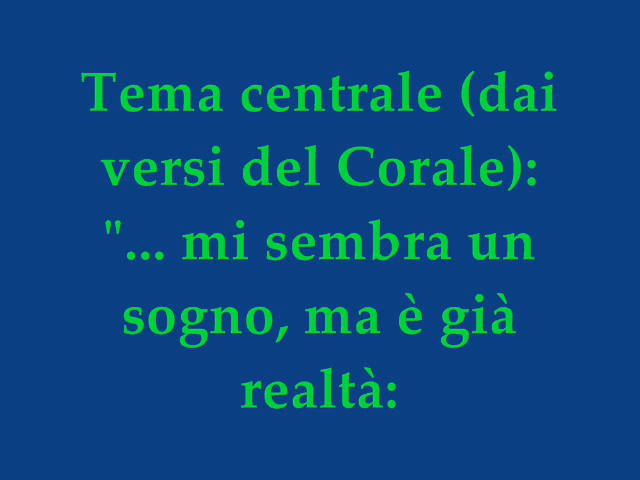 Tema centrale (dai
versi del Corale):
"... mi sembra un
sogno, ma è già
realtà: